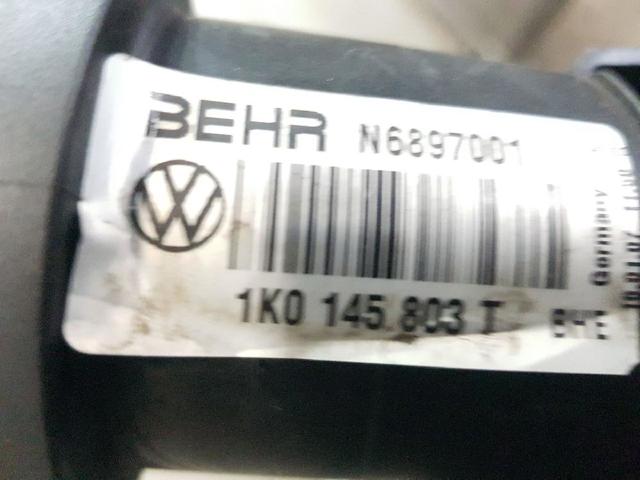 BEHR N6897001
1K0 145 803 T
Germany